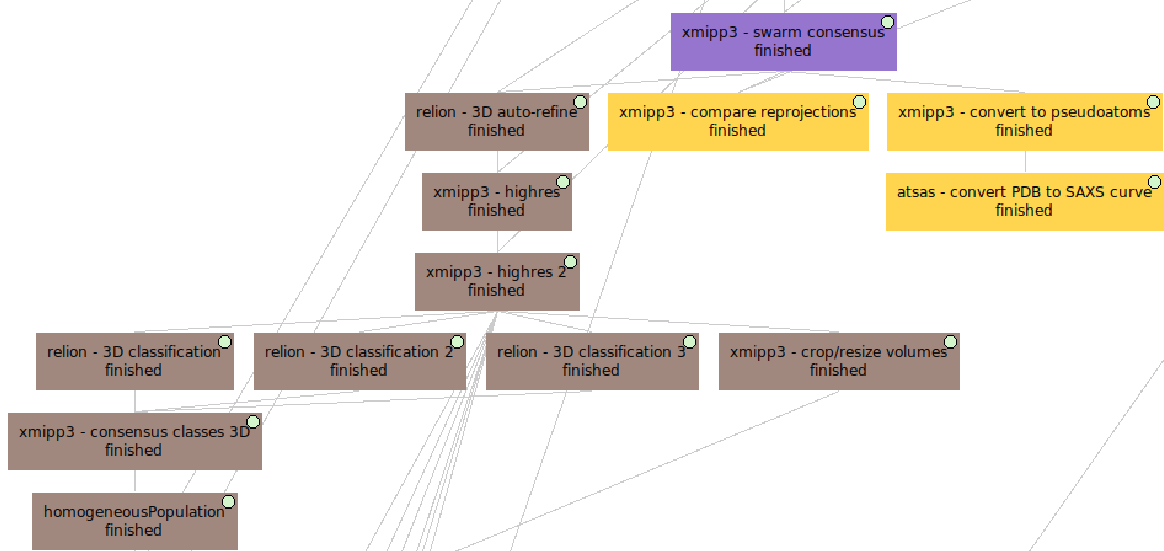 xmipp3 - swarm consensus
finished
relion - 3D auto-refine
finished
xmipp3 - compare reprojections
finished
xmipp3 - convert to pseudoatoms
finished
xmipp3 - highres
finished
atsas - convert PDB to SAXS curve
finished
xmipp3 - highres 2
finished
relion - 3D classification
finished
relion - 3D classification 2
finished
relion - 3D classification 3
finished
xmipp3 - crop/resize volumes
finished
xmipp3 - consensus classes 3D
finished
homogeneousPopulation
finished